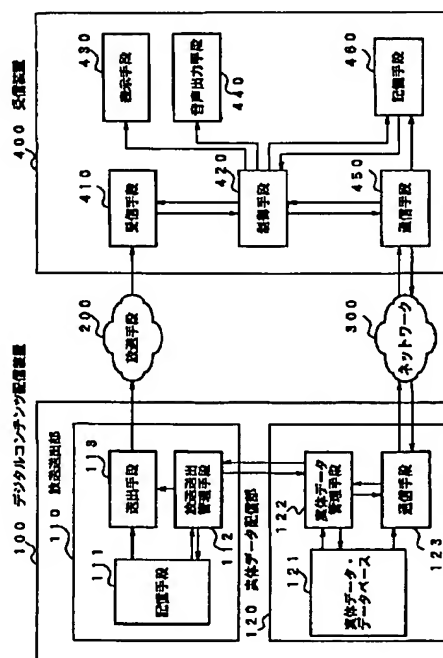 100 デジタルコンテンツ配信装置
110 放送送出部
111
記憶手段
113
送出手段
放送送出
管理手段
112
120 実体データ配信部
121
実体データ・
データベース
122
実体データ
管理手段
通信手段
123
200
放送手段
300
ネットワーク
400 受信装置
410
受信手段
420
制御手段
430
表示手段
音声出力手段
440
450
通信手段
460
記憶手段